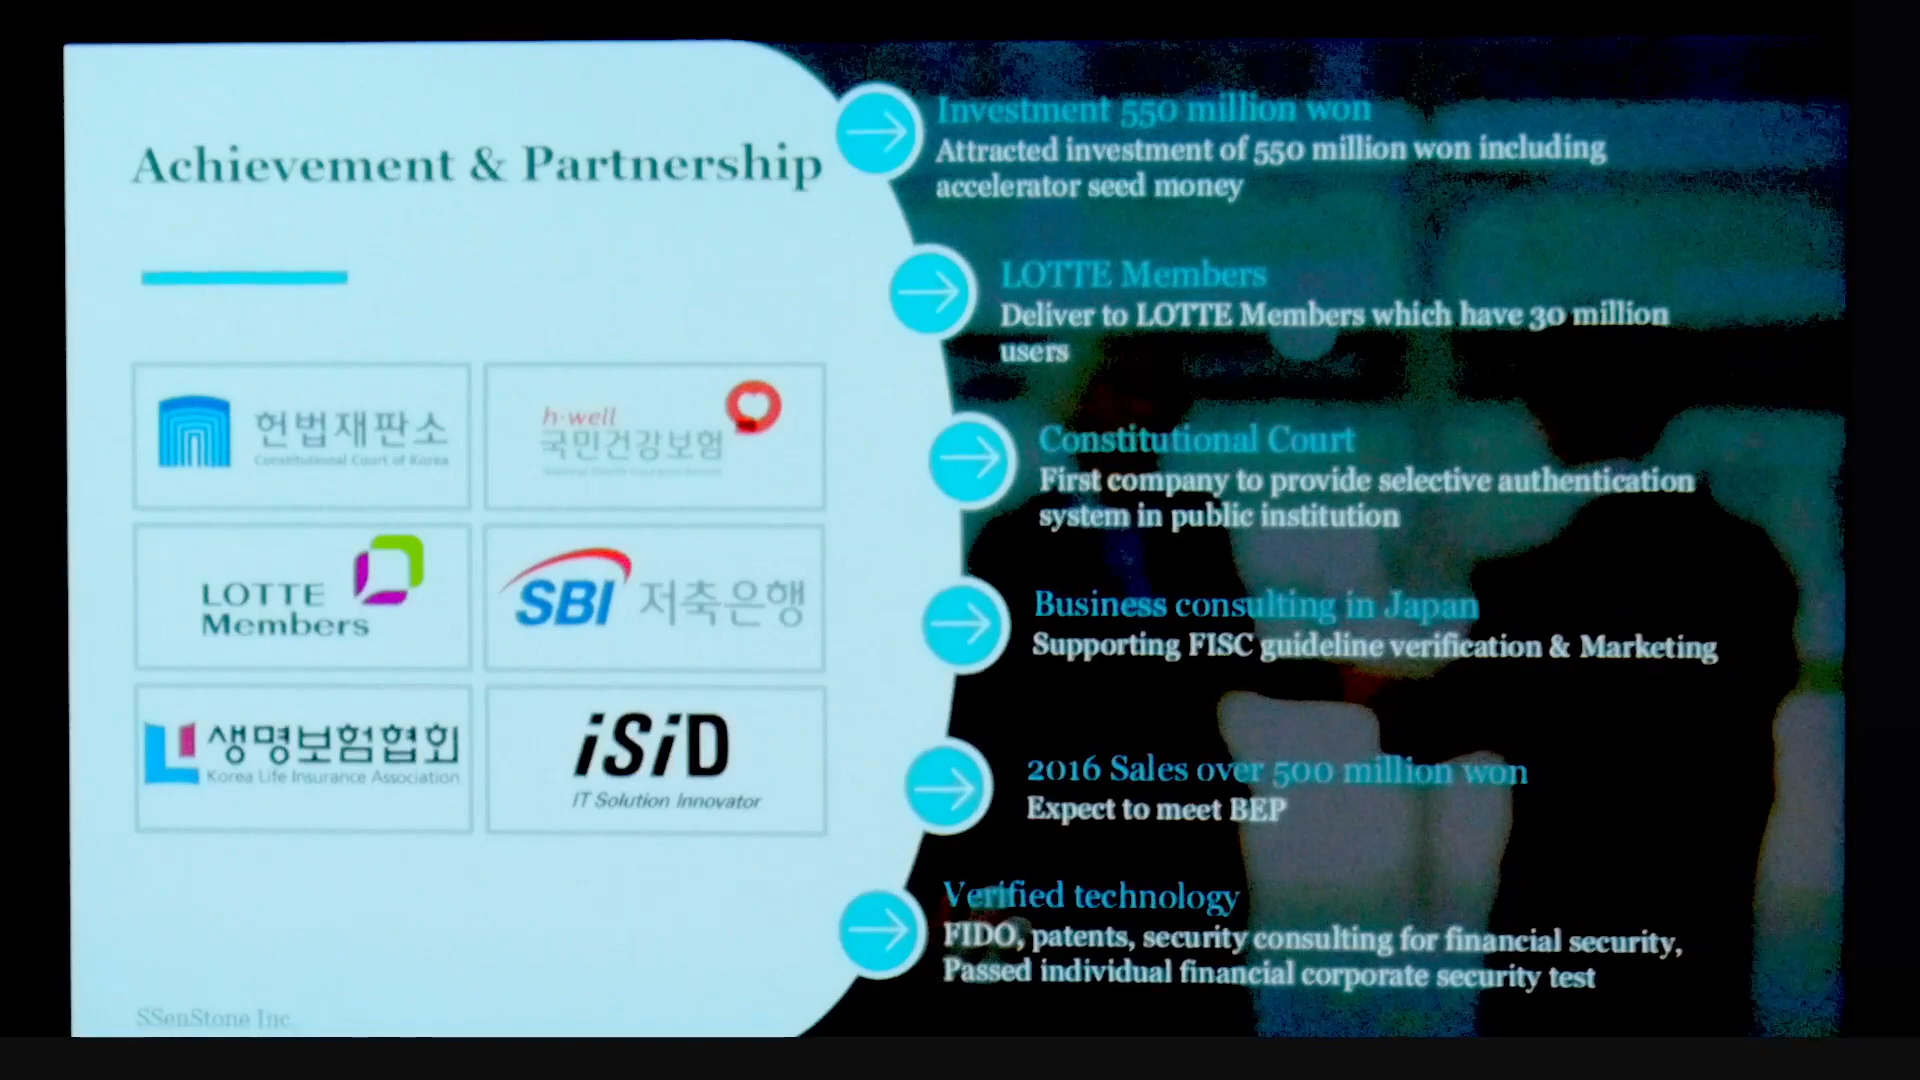 Achievement & Partnership
헌법재판소
Constitutional Court of Korea
h·well
국민건강보험
LOTTE
Members
SBI 저축은행
생명보험협회
Korea Life Insurance Association
iSiD
IT Solution Innovator
SSenStone Inc.
Investment 550 million won
Attracted investment of 550 million won including
accelerator seed money
LOTTE Members
Deliver to LOTTE Members which have 30 million
users
Constitutional Court
First company to provide selective authentication
system in public institution
Business consulting in Japan
Supporting FISC guideline verification & Marketing
2016 Sales over 500 million won
Expect to meet BEP
Verified technology
FIDO, patents, security consulting for financial security,
Passed individual financial corporate security test